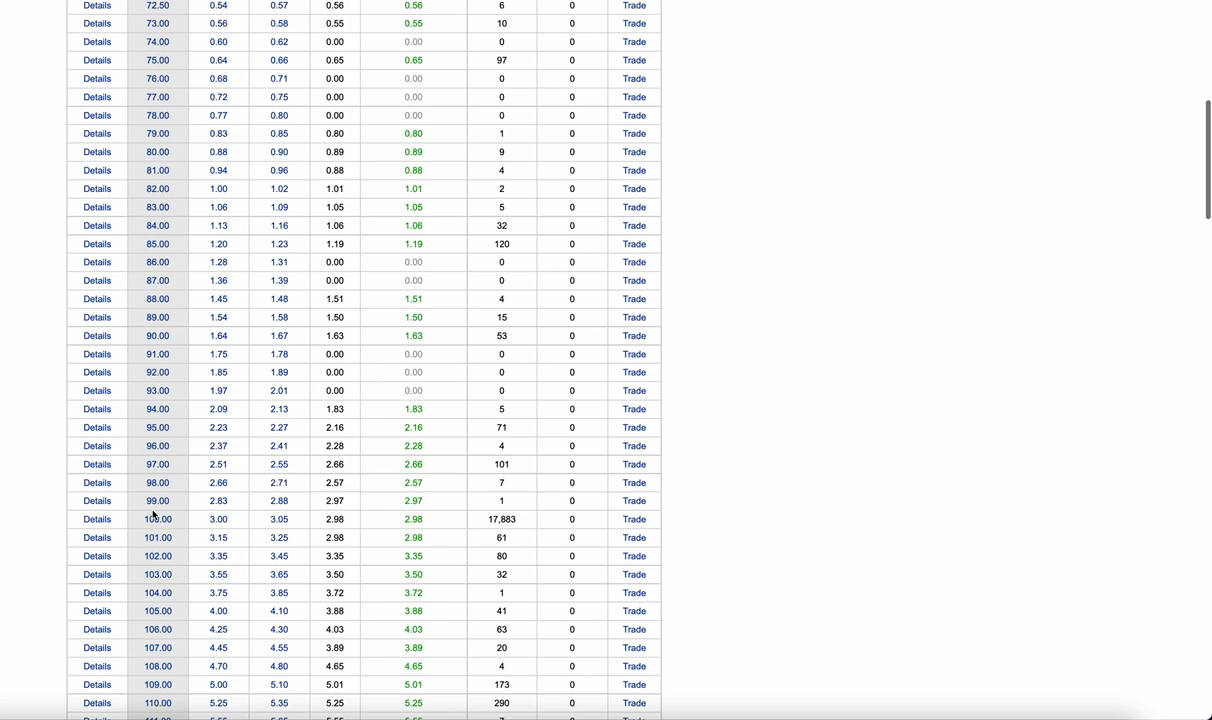 Details 72.50 0.54 0.57 0.56 0.56 6 0 Trade
Details 73.00 0.56 0.58 0.55 0.55 10 0 Trade
Details 74.00 0.60 0.62 0.00 0.00 0 0 Trade
Details 75.00 0.64 0.66 0.65 0.65 97 0 Trade
Details 76.00 0.68 0.71 0.00 0.00 0 0 Trade
Details 77.00 0.72 0.75 0.00 0.00 0 0 Trade
Details 78.00 0.77 0.80 0.00 0.00 0 0 Trade
Details 79.00 0.83 0.85 0.80 0.80 1 0 Trade
Details 80.00 0.88 0.90 0.89 0.89 9 0 Trade
Details 81.00 0.94 0.96 0.88 0.88 4 0 Trade
Details 82.00 1.00 1.02 1.01 1.01 2 0 Trade
Details 83.00 1.06 1.09 1.05 1.05 5 0 Trade
Details 84.00 1.13 1.16 1.06 1.06 32 0 Trade
Details 85.00 1.20 1.23 1.19 1.19 120 0 Trade
Details 86.00 1.28 1.31 0.00 0.00 0 0 Trade
Details 87.00 1.36 1.39 0.00 0.00 0 0 Trade
Details 88.00 1.45 1.48 1.51 1.51 4 0 Trade
Details 89.00 1.54 1.58 1.50 1.50 15 0 Trade
Details 90.00 1.64 1.67 1.63 1.63 53 0 Trade
Details 91.00 1.75 1.78 0.00 0.00 0 0 Trade
Details 92.00 1.85 1.89 0.00 0.00 0 0 Trade
Details 93.00 1.97 2.01 0.00 0.00 0 0 Trade
Details 94.00 2.09 2.13 1.83 1.83 5 0 Trade
Details 95.00 2.23 2.27 2.16 2.16 71 0 Trade
Details 96.00 2.37 2.41 2.28 2.28 4 0 Trade
Details 97.00 2.51 2.55 2.66 2.66 101 0 Trade
Details 98.00 2.66 2.71 2.57 2.57 7 0 Trade
Details 99.00 2.83 2.88 2.97 2.97 1 0 Trade
Details 100.00 3.00 3.05 2.98 2.98 17,883 0 Trade
Details 101.00 3.15 3.25 2.98 2.98 61 0 Trade
Details 102.00 3.35 3.45 3.35 3.35 80 0 Trade
Details 103.00 3.55 3.65 3.50 3.50 32 0 Trade
Details 104.00 3.75 3.85 3.72 3.72 1 0 Trade
Details 105.00 4.00 4.10 3.88 3.88 41 0 Trade
Details 106.00 4.25 4.30 4.03 4.03 63 0 Trade
Details 107.00 4.45 4.55 3.89 3.89 20 0 Trade
Details 108.00 4.70 4.80 4.65 4.65 4 0 Trade
Details 109.00 5.00 5.10 5.01 5.01 173 0 Trade
Details 110.00 5.25 5.35 5.25 5.25 290 0 Trade